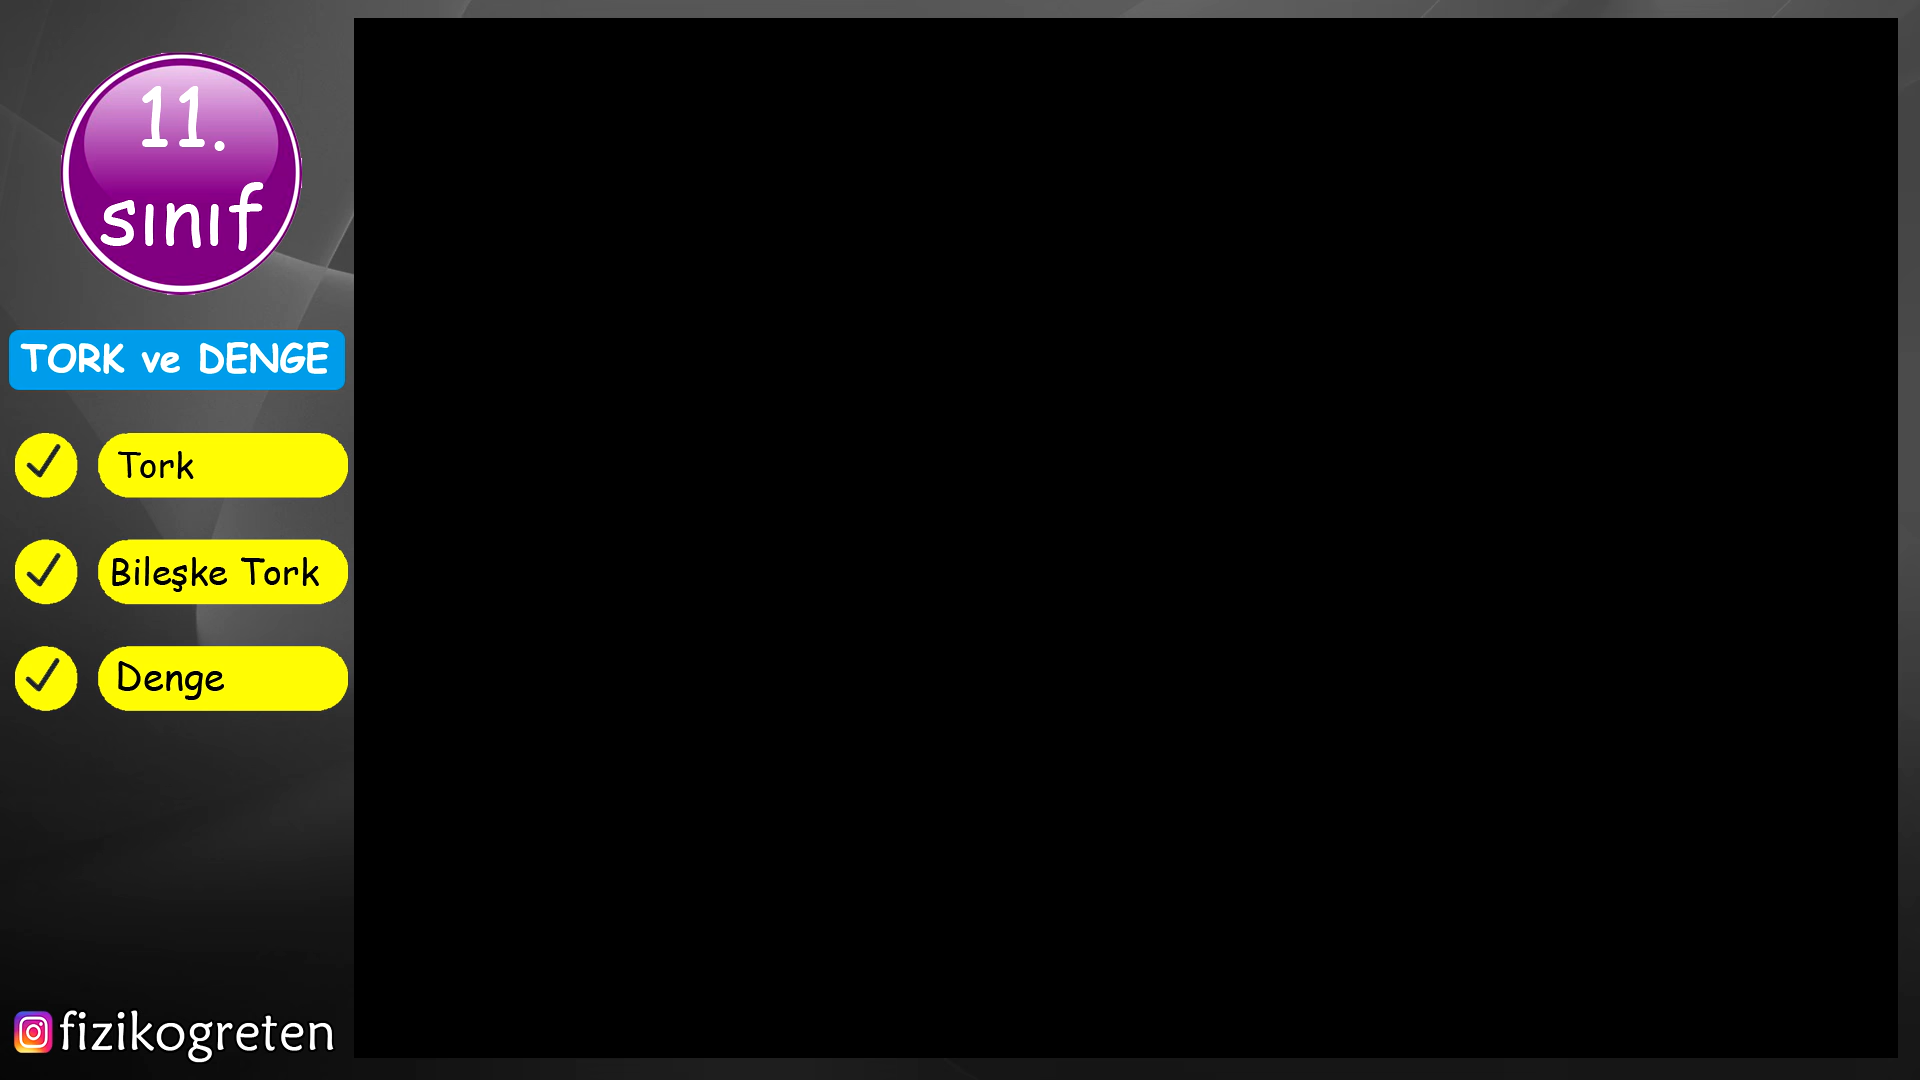 11.
sınıf
TORK ve DENGE
Tork
Bileşke Tork
Denge
fizikogreten